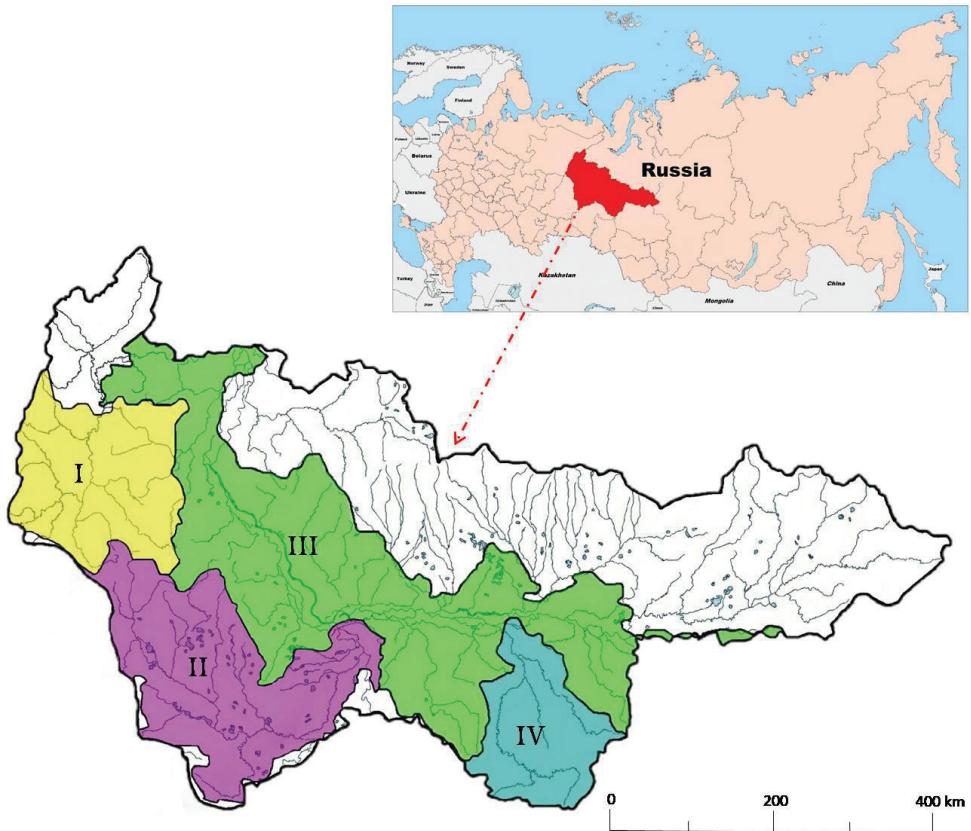 Norway
Sweden
Finland
Belarus
Ukraine
Russia
Turkey
Kazakhstan
Mongolia
China
Japan
I
III
II
IV
0 200 400 km